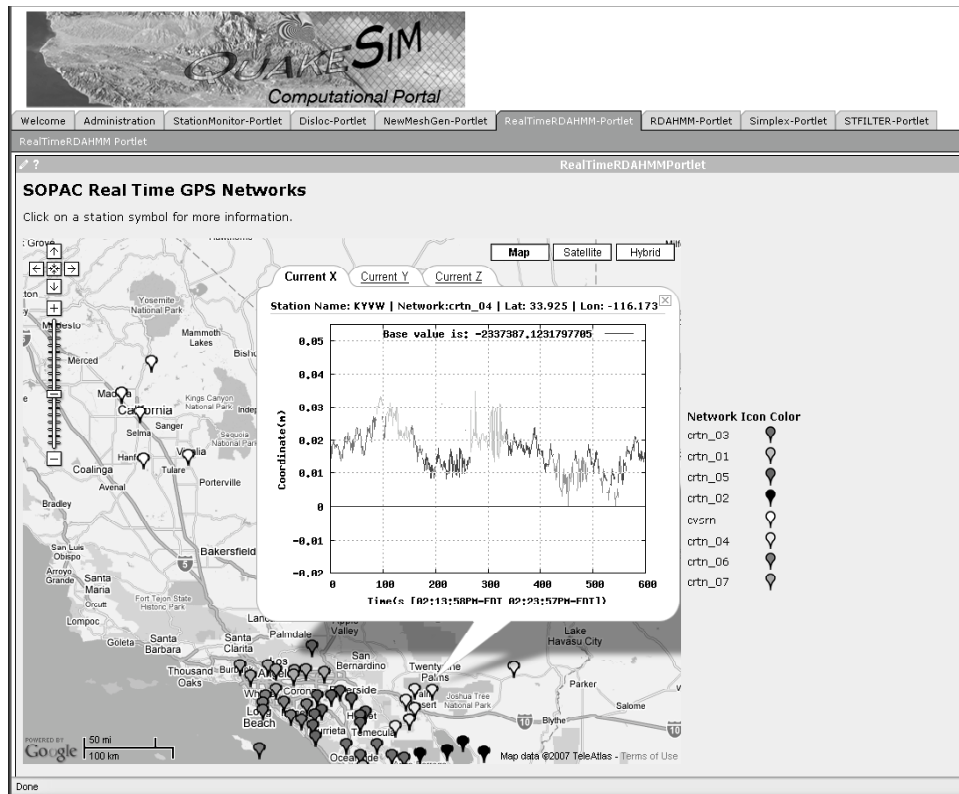 QUAKESIM
Computational Portal
Welcome Administration StationMonitor-Portlet Disloc-Portlet NewMeshGen-Portlet RealTimeRDAHMM-Portlet RDAHMM-Portlet Simplex-Portlet STFILTER-Portlet
RealTimeRDAHMM Portlet
? RealTimeRDAHMMPortlet
SOPAC Real Time GPS Networks
Click on a station symbol for more information.
Map Satellite Hybrid
Current X Current Y Current Z
Station Name: KYVW | Network:crtn_04 | Lat: 33.925 | Lon: -116.173
Base value is: -2337387.1231797705
0.05
0.04
0.03
0.02
0.01
0
-0.01
-0.02
Coordinate(m)
0 100 200 300 400 500 600
Time(s [02:13:58PM-EDT 02:23:57PM-EDT])
Yosemite
National Park
Mammoth
Lakes
Merced
Kings Canyon
National Park
California
Sanger
Selma
Sequoia
National Park
Tulare
Coalinga
Porterville
Avenal
Bradley
San Luis
Obispo
Bakersfield
5
Arroyo
Grande
Santa
Maria
Orcutt
Fort Tejon State
Historic Park
Lompoc
Goleta
Santa
Barbara
Santa
Clarita
Palmdale
Valley
Lake
Havasu City
San
Bernardino
Thousand
Oaks
Parker
Joshua Tree
National Park
Salome
Long
Beach
Temecula
10
Blythe
10
POWERED BY
Google
50 mi
100 km
Map data ©2007 TeleAtlas - Terms of Use
Network Icon Color
crtn_03
crtn_01
crtn_05
crtn_02
cvsrn
crtn_04
crtn_06
crtn_07
Done